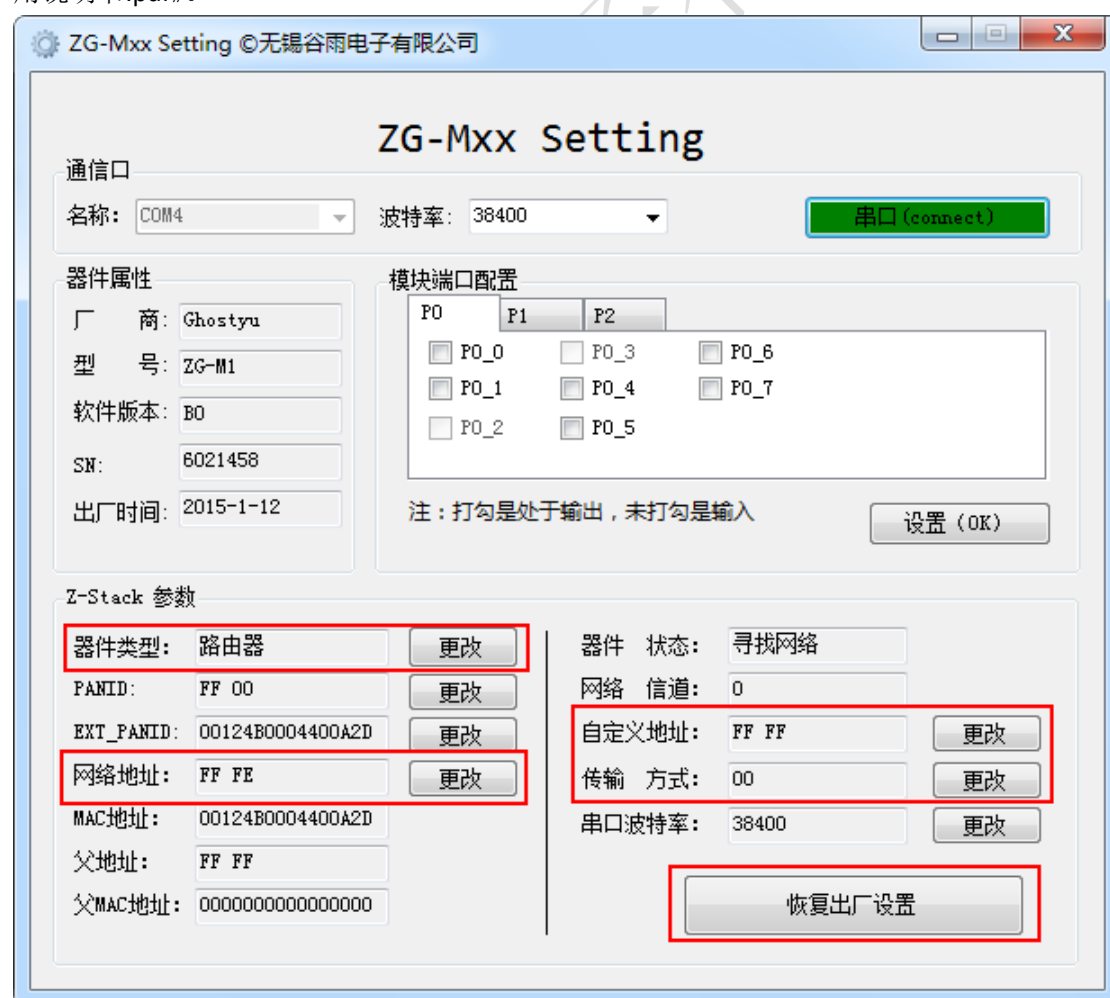 ZG-Mxx Setting ©无锡谷雨电子有限公司
ZG-Mxx Setting
通信口
名称: COM4 波特率: 38400 串口(connect)
器件属性
厂 商: Ghostyu
型 号: ZG-M1
软件版本: B0
SN: 6021458
出厂时间: 2015-1-12
模块端口配置
P0 P1 P2
P0_0 P0_3 P0_6
P0_1 P0_4 P0_7
P0_2 P0_5
注：打勾是处于输出，未打勾是输入
设置 (OK)
Z-Stack 参数
器件类型: 路由器 更改
PANID: FF 00 更改
EXT_PANID: 00124B0004400A2D 更改
网络地址: FF FE 更改
MAC地址: 00124B0004400A2D
父地址: FF FF
父MAC地址: 0000000000000000
器件 状态: 寻找网络
网络 信道: 0
自定义地址: FF FF 更改
传输 方式: 00 更改
串口波特率: 38400 更改
恢复出厂设置